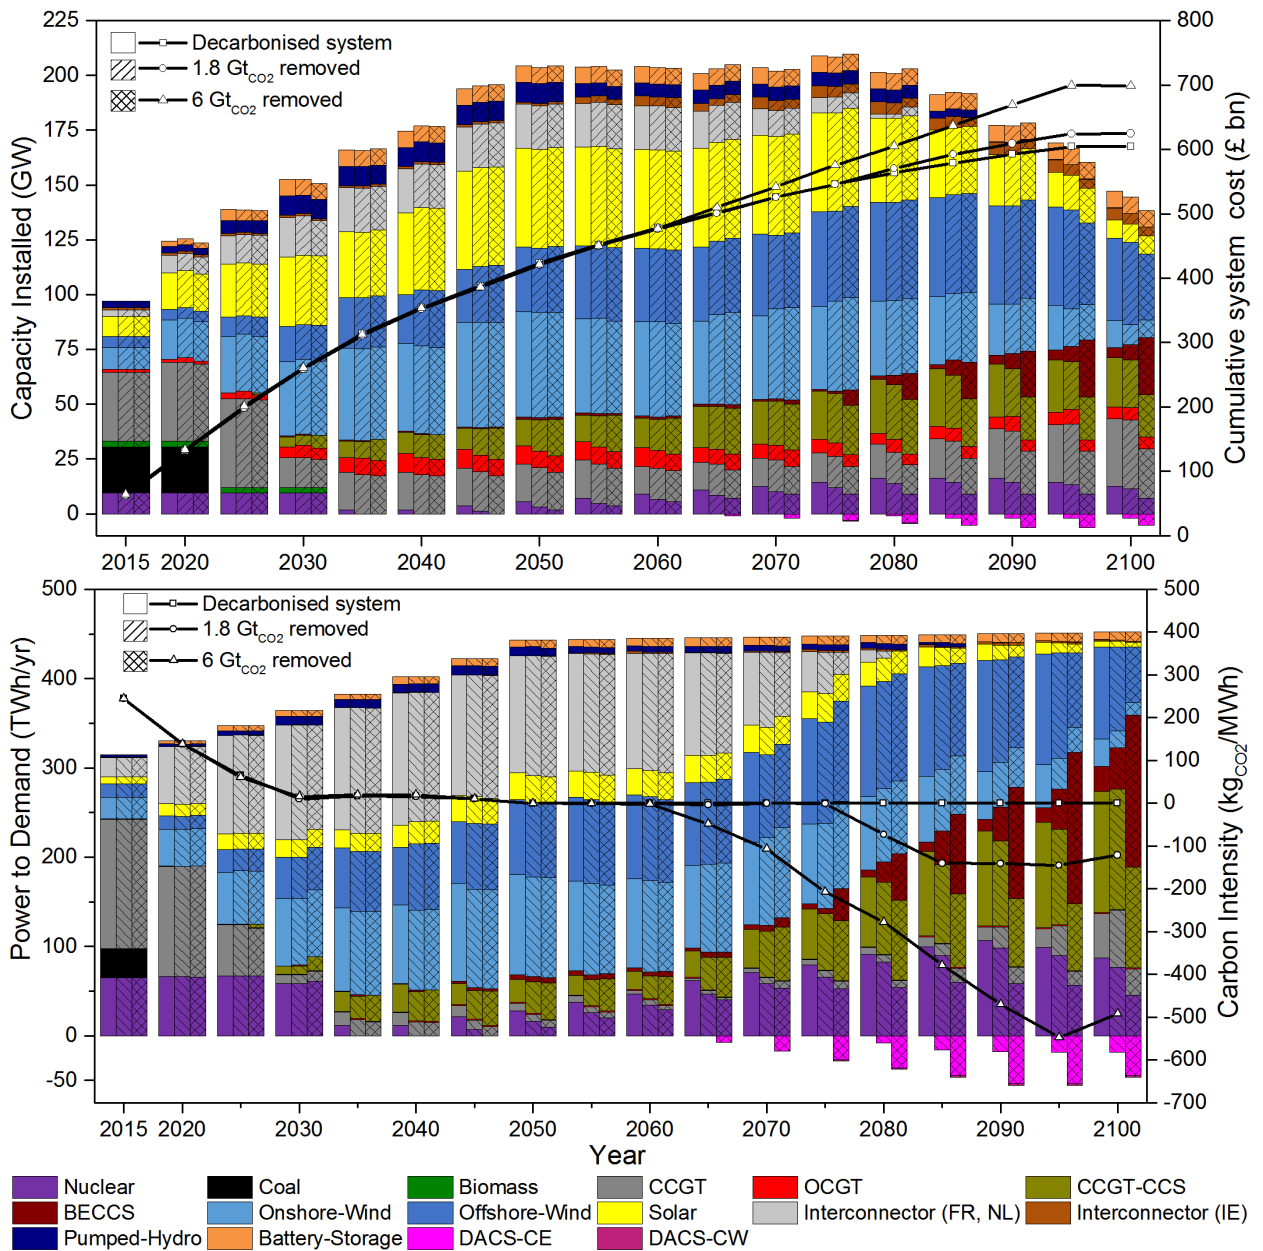 225
200
175
150
125
100
75
50
25
0
Capacity Installed (GW)
Decarbonised system
1.8 GtCO2 removed
6 GtCO2 removed
800
700
600
500
400
300
200
100
0
Cumulative system cost (£ bn)
2015 2020 2030 2040 2050 2060 2070 2080 2090 2100
500
400
300
200
100
0
-50
Power to Demand (TWh/yr)
Decarbonised system
1.8 GtCO2 removed
6 GtCO2 removed
500
400
300
200
100
0
-100
-200
-300
-400
-500
-600
-700
Carbon Intensity (kgCO2/MWh)
2015 2020 2030 2040 2050 2060 2070 2080 2090 2100
Year
Nuclear Coal Biomass CCGT OCGT CCGT-CCS
BECCS Onshore-Wind Offshore-Wind Solar Interconnector (FR, NL) Interconnector (IE)
Pumped-Hydro Battery-Storage DACS-CE DACS-CW